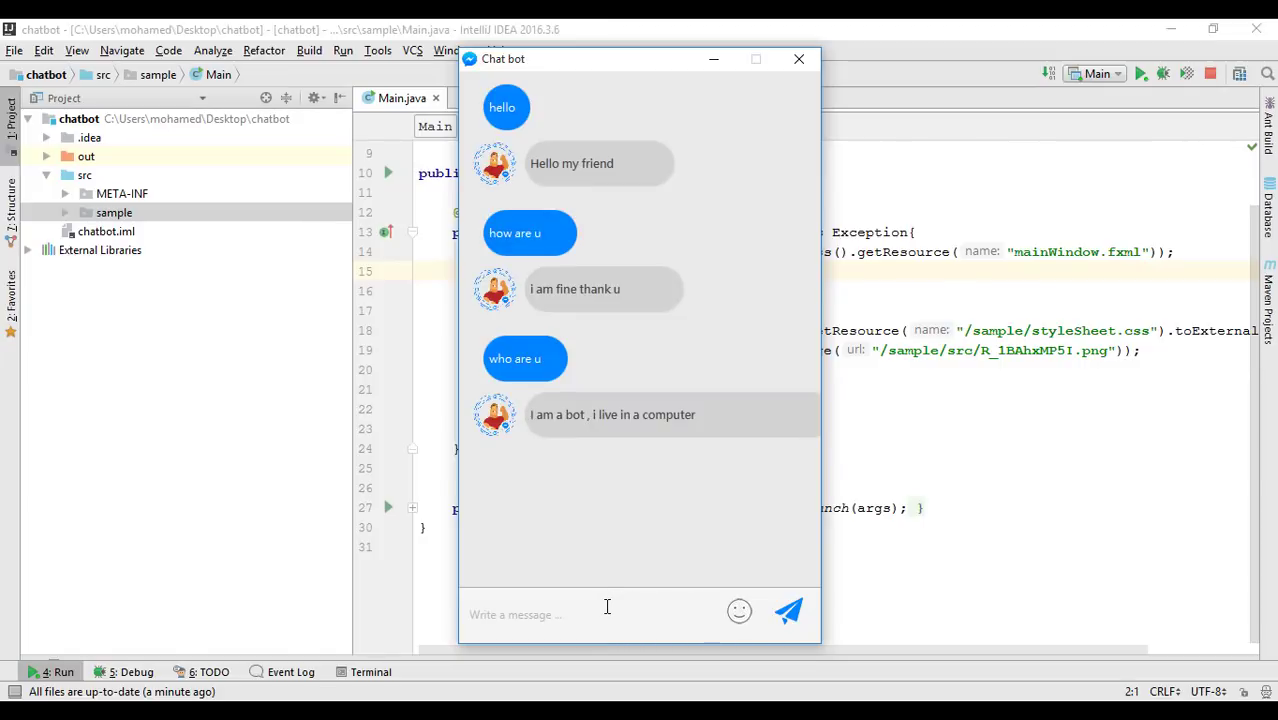 chatbot - [C:\Users\mohamed\Desktop\chatbot] - [chatbot] - ...\src\sample\Main.java - IntelliJ IDEA 2016.3.6
File Edit View Navigate Code Analyze Refactor Build Run Tools VCS Wind
chatbot src sample Main
Main
Project
Main.java
Chat bot
1: Project
Z: Structure
2: Favorites
Ant Build
Database
Maven Projects
chatbot C:\Users\mohamed\Desktop\chatbot
.idea
out
src
META-INF
sample
chatbot.iml
External Libraries
Main
9
10 publ
11
12
13 p s Exception{
14 ss().getResource( name: "mainWindow.fxml"));
15
16
17
18 etResource( name: "/sample/styleSheet.css").toExternal
19 e( url: "/sample/src/R_1BAhxMP5I.png"));
20
21
22
23
24 }
25
26
27 p nch(args); }
30 }
31
hello
Hello my friend
how are u
i am fine thank u
who are u
I am a bot , i live in a computer
Write a message ..
4: Run 5: Debug 6: TODO Event Log Terminal
All files are up-to-date (a minute ago)
2:1 CRLF÷ UTF-8÷